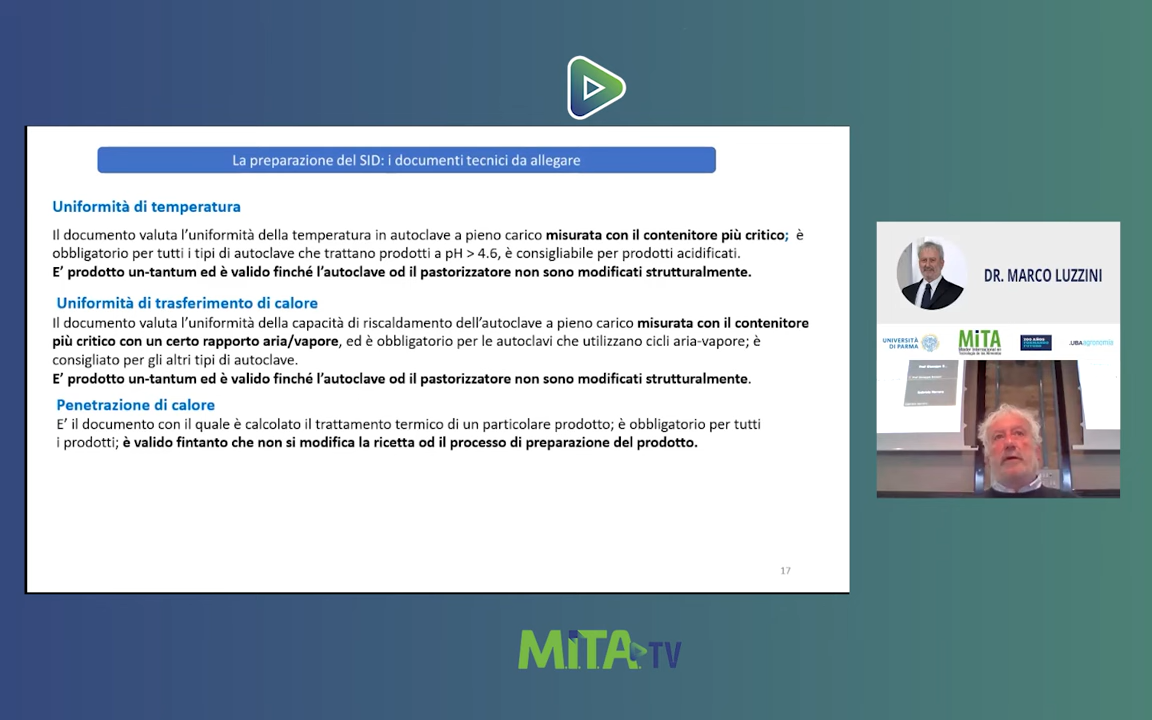 La preparazione del SID: i documenti tecnici da allegare
Uniformità di temperatura
Il documento valuta l’uniformità della temperatura in autoclave a pieno carico misurata con il contenitore più critico; è
obbligatorio per tutti i tipi di autoclave che trattano prodotti a pH > 4.6, è consigliabile per prodotti acidificati.
E’ prodotto un-tantum ed è valido finché l’autoclave od il pastorizzatore non sono modificati strutturalmente.
Uniformità di trasferimento di calore
Il documento valuta l’uniformità della capacità di riscaldamento dell’autoclave a pieno carico misurata con il contenitore
più critico con un certo rapporto aria/vapore, ed è obbligatorio per le autoclavi che utilizzano cicli aria-vapore; è
consigliato per gli altri tipi di autoclave.
E’ prodotto un-tantum ed è valido finché l’autoclave od il pastorizzatore non sono modificati strutturalmente.
Penetrazione di calore
E’ il documento con il quale è calcolato il trattamento termico di un particolare prodotto; è obbligatorio per tutti
i prodotti; è valido fintanto che non si modifica la ricetta od il processo di preparazione del prodotto.
17
DR. MARCO LUZZINI
UNIVERSITÀ
DI PARMA
MiTA
.UBAagronomia
M.i.T.A. TV